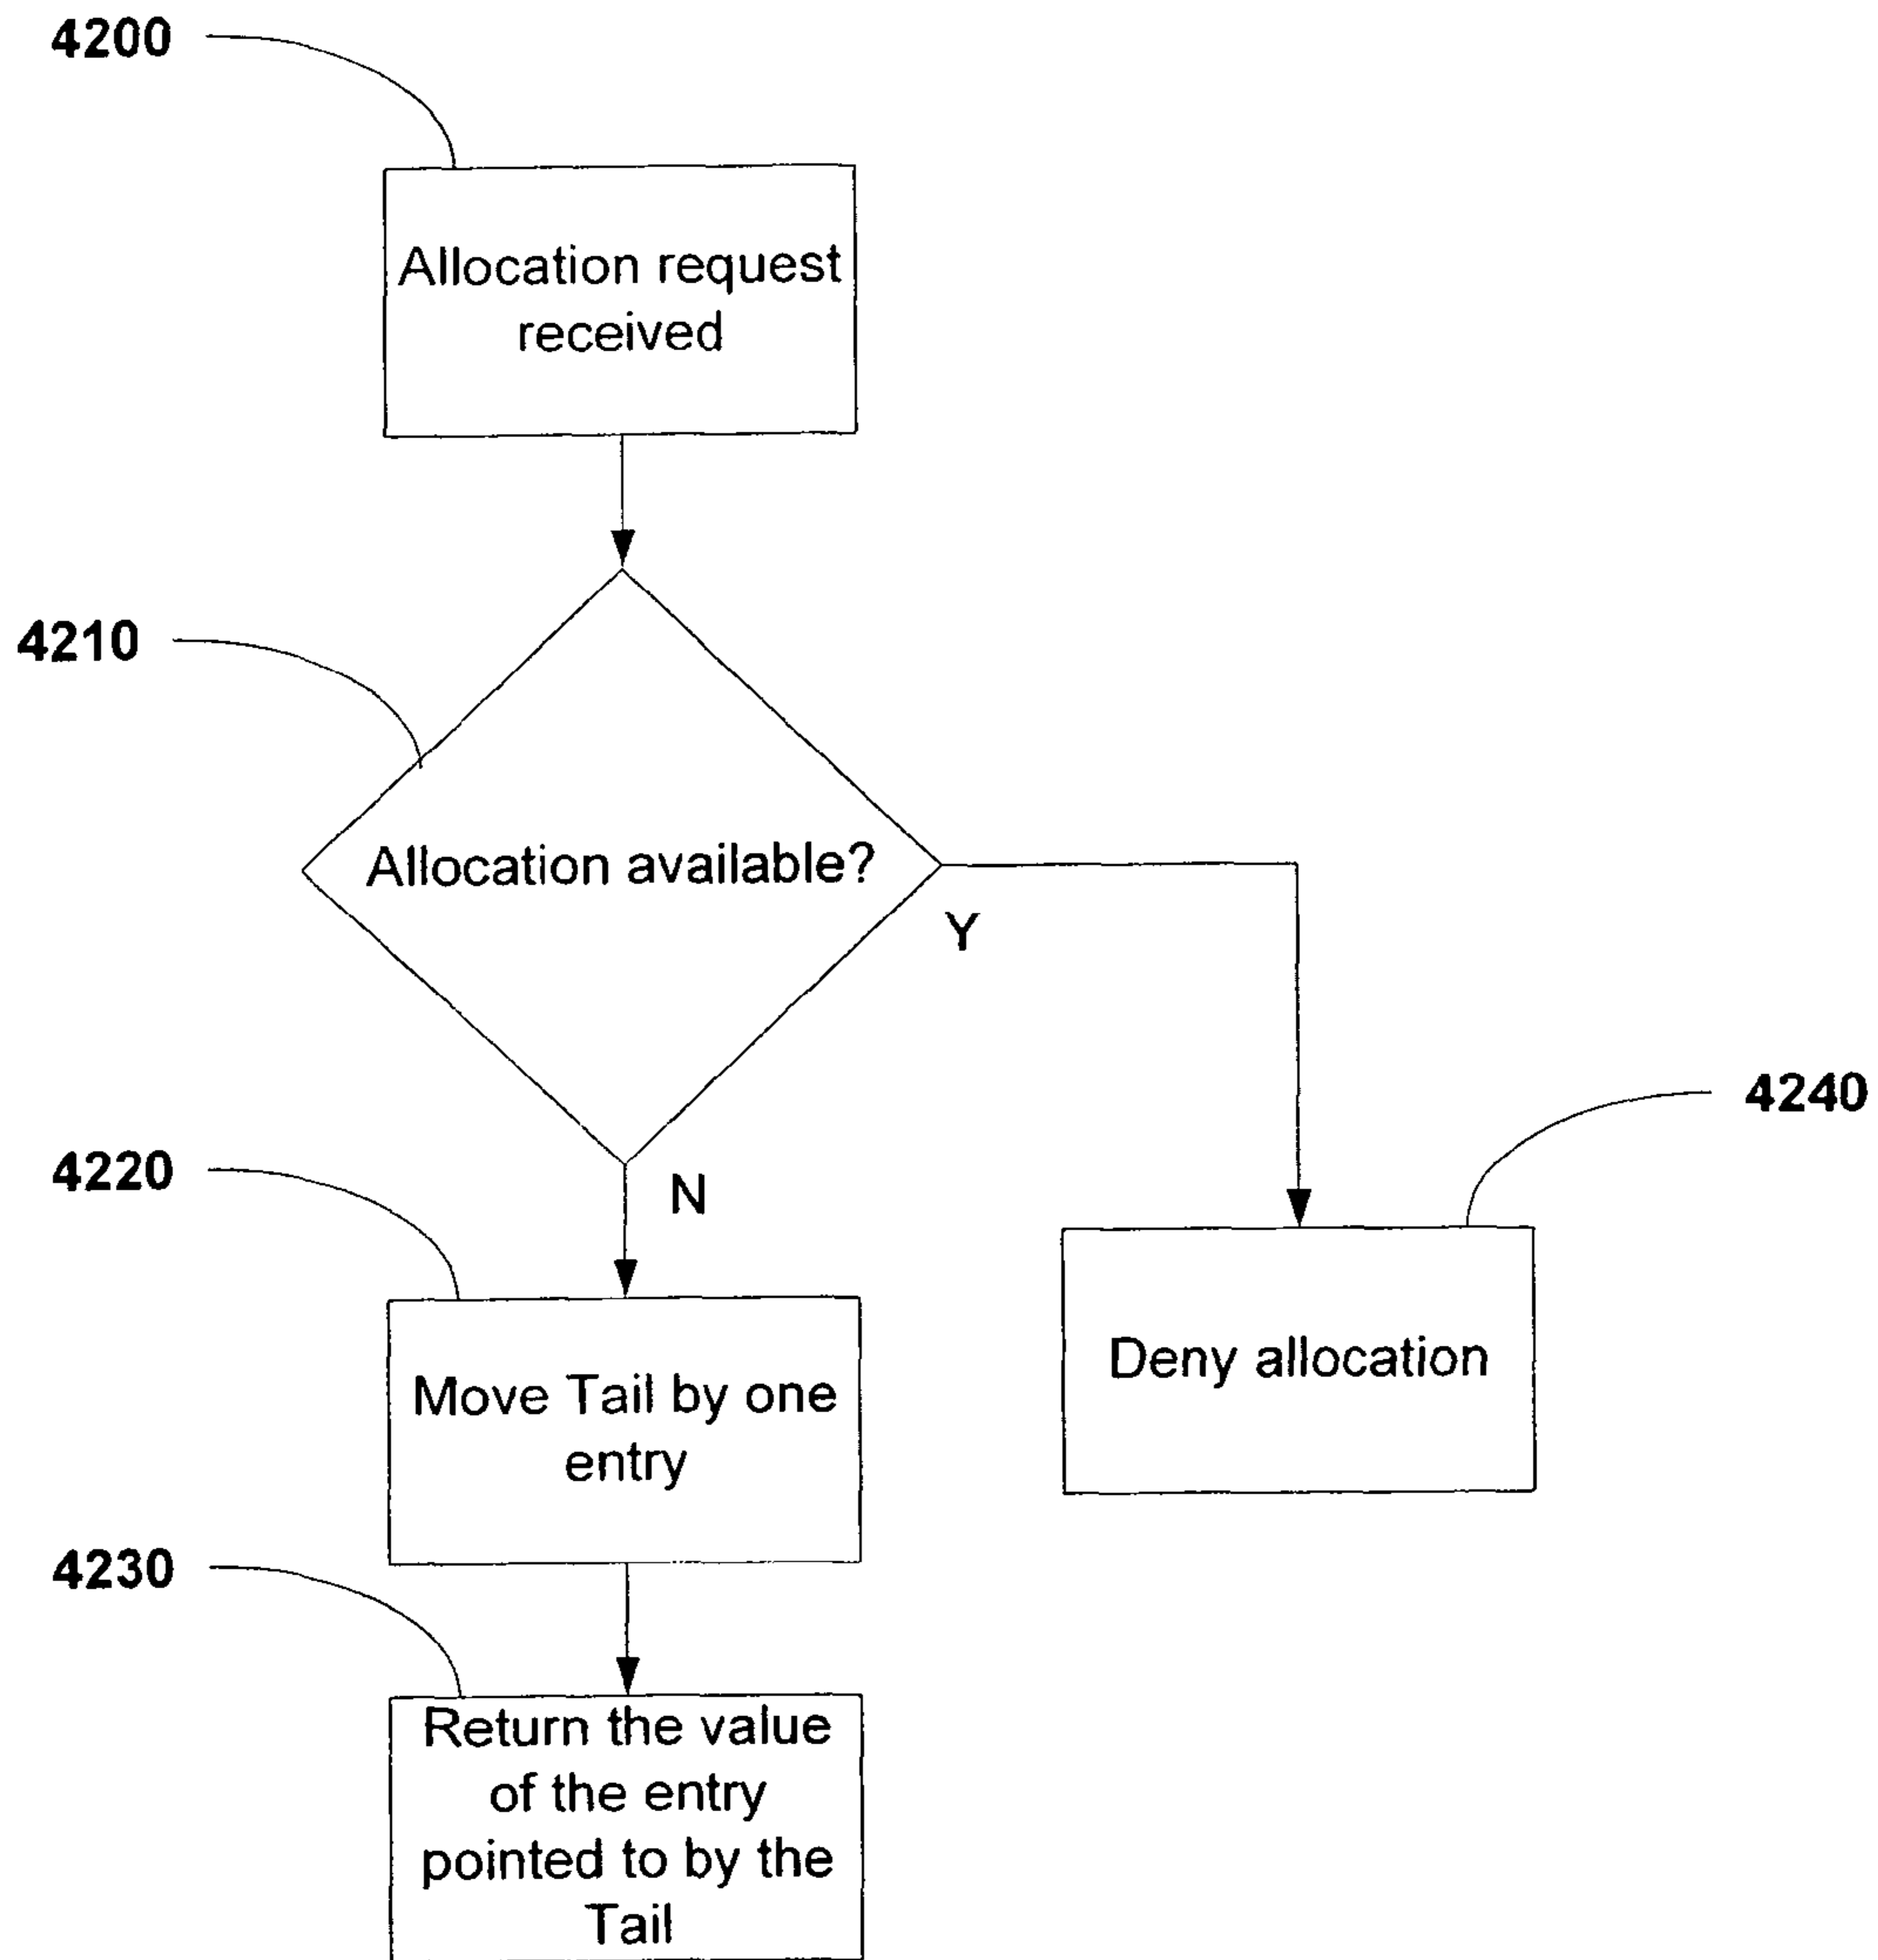 4200
Allocation request
received
4210
Allocation available?
Y
N
4220
4240
Move Tail by one
entry
Deny allocation
4230
Return the value
of the entry
pointed to by the
Tail